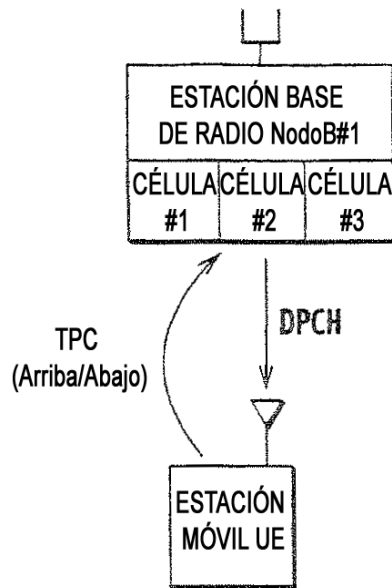 ESTACIÓN BASE
DE RADIO NodoB#1
CÉLULA CÉLULA CÉLULA
#1 #2 #3
DPCH
TPC
(Arriba/Abajo)
ESTACIÓN
MÓVIL UE